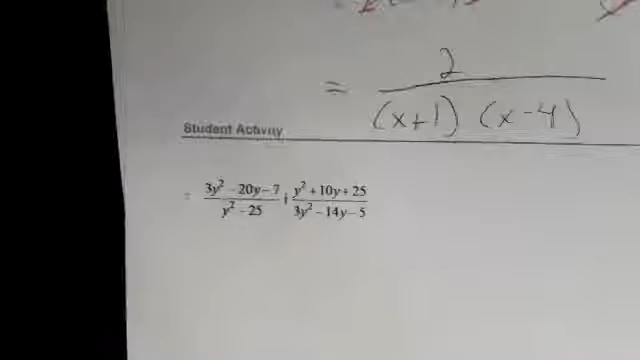 2
= ―――――
(x+1) (x-4)
Student Activity
= (3y² - 20y - 7)/(y² - 25) ÷ (y² + 10y + 25)/(3y² - 14y - 5)